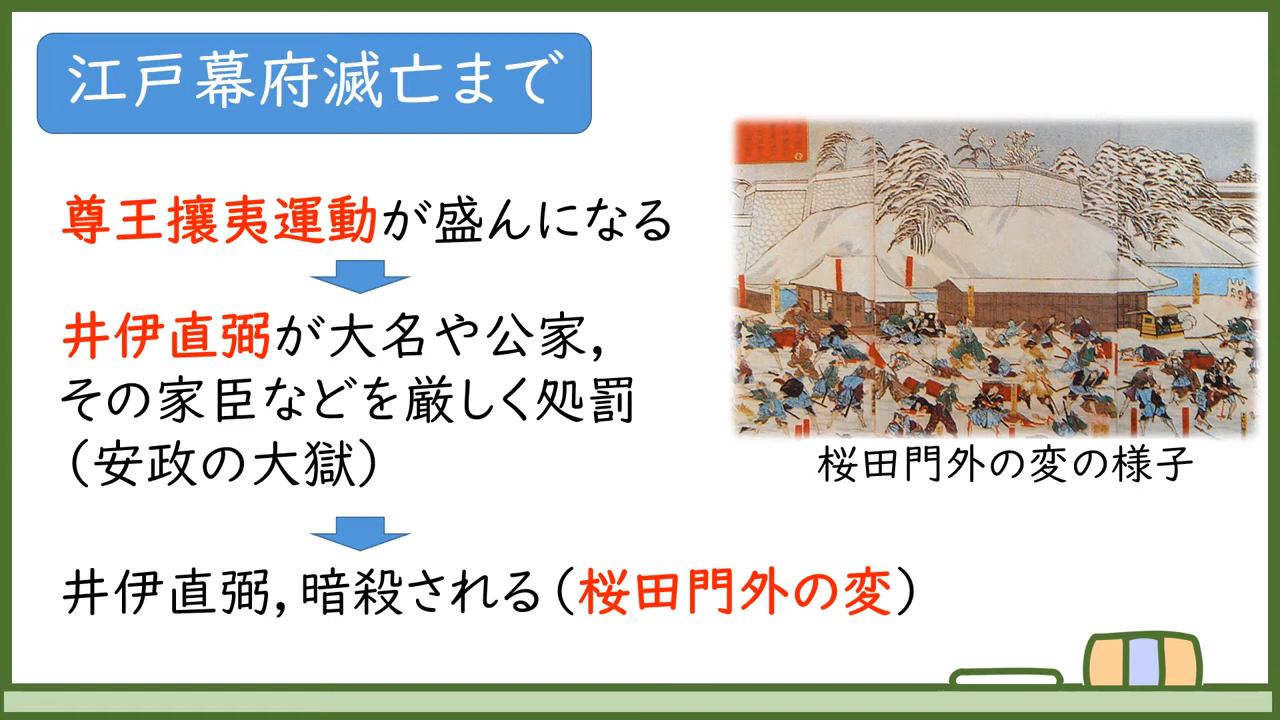 江戸幕府滅亡まで
尊王攘夷運動が盛んになる
井伊直弼が大名や公家，
その家臣などを厳しく処罰
（安政の大獄）
桜田門外の変の様子
井伊直弼，暗殺される（桜田門外の変）